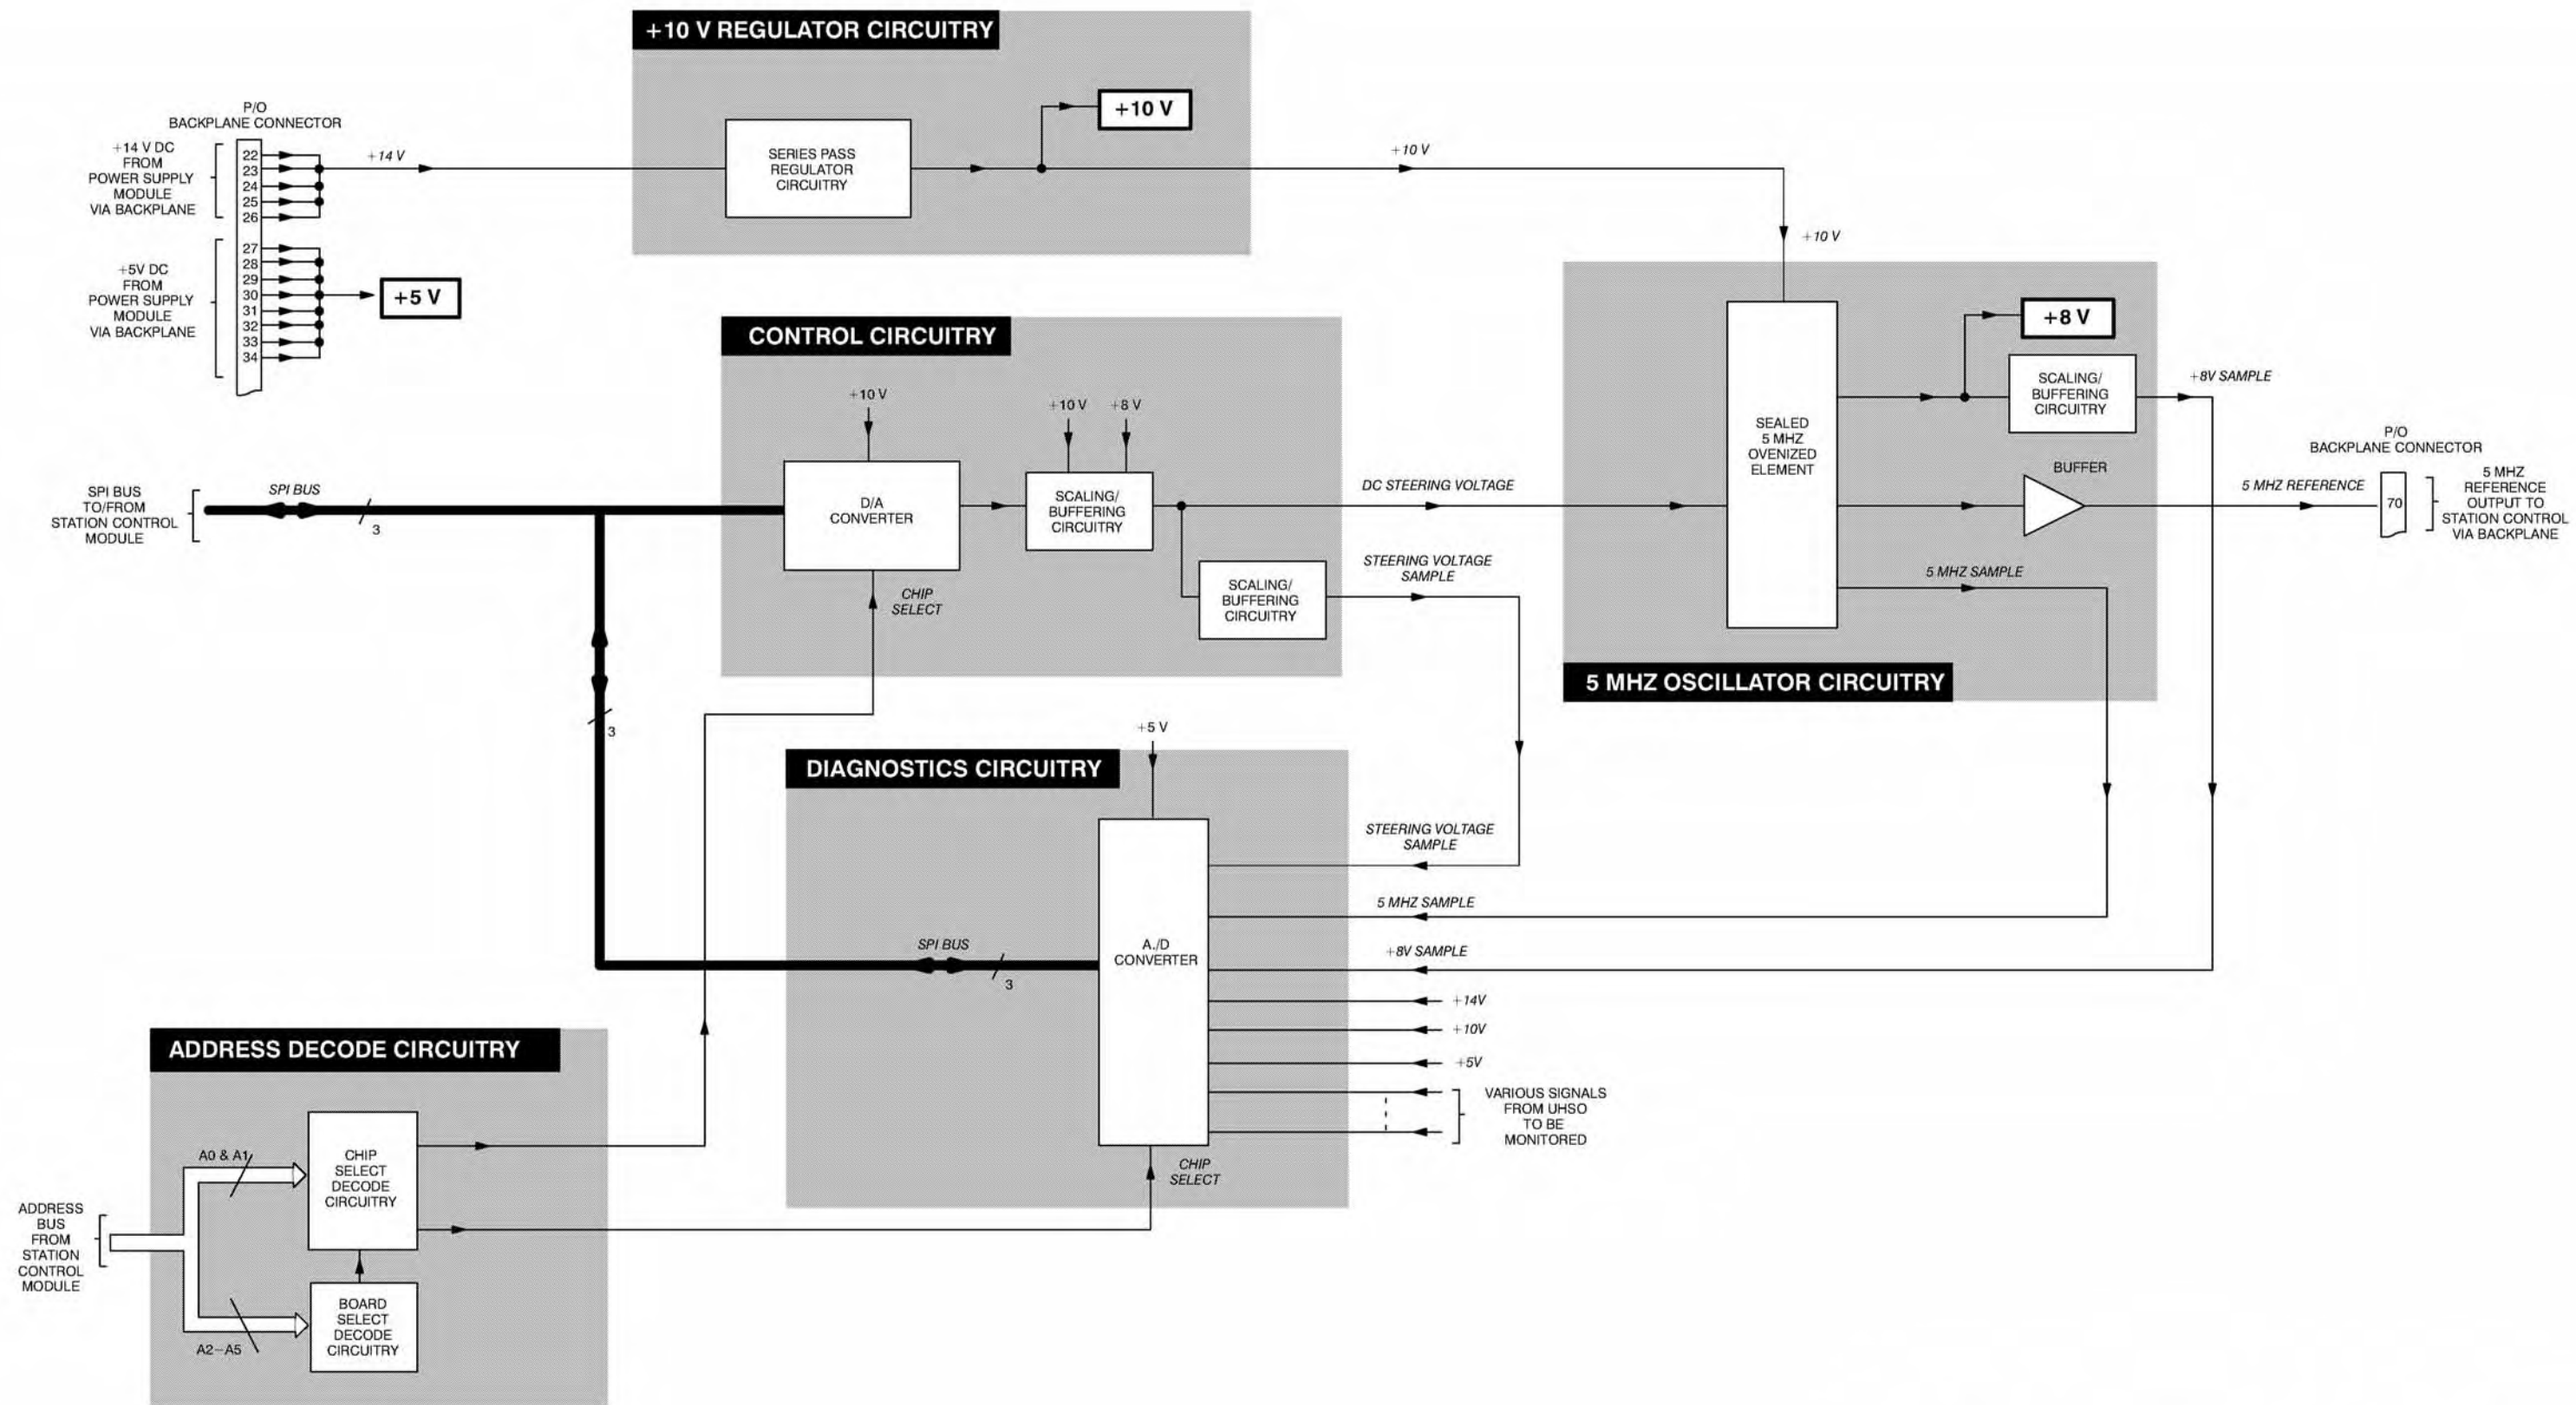 +10 V REGULATOR CIRCUITRY
+10 V
SERIES PASS
REGULATOR
CIRCUITRY
+10 V
+10 V
P/O
BACKPLANE CONNECTOR
+14 V DC
FROM
POWER SUPPLY
MODULE
VIA BACKPLANE
22
23
24
25
26
+14 V
+5V DC
FROM
POWER SUPPLY
MODULE
VIA BACKPLANE
27
28
29
30
31
32
33
34
+5 V
CONTROL CIRCUITRY
+10 V
+10 V
+8 V
D/A
CONVERTER
SCALING/
BUFFERING
CIRCUITRY
CHIP
SELECT
SCALING/
BUFFERING
CIRCUITRY
DC STEERING VOLTAGE
STEERING VOLTAGE
SAMPLE
SPI BUS
TO/FROM
STATION CONTROL
MODULE
SPI BUS
3
3
SEALED
5 MHZ
OVENIZED
ELEMENT
+8 V
SCALING/
BUFFERING
CIRCUITRY
+8V SAMPLE
BUFFER
5 MHZ SAMPLE
5 MHZ OSCILLATOR CIRCUITRY
5 MHZ REFERENCE
P/O
BACKPLANE CONNECTOR
70
5 MHZ
REFERENCE
OUTPUT TO
STATION CONTROL
VIA BACKPLANE
DIAGNOSTICS CIRCUITRY
+5 V
SPI BUS
3
A./D
CONVERTER
STEERING VOLTAGE
SAMPLE
5 MHZ SAMPLE
+8V SAMPLE
+14V
+10V
+5V
VARIOUS SIGNALS
FROM UHSO
TO BE
MONITORED
CHIP
SELECT
ADDRESS DECODE CIRCUITRY
A0 & A1
CHIP
SELECT
DECODE
CIRCUITRY
ADDRESS
BUS
FROM
STATION
CONTROL
MODULE
BOARD
SELECT
DECODE
CIRCUITRY
A2–A5